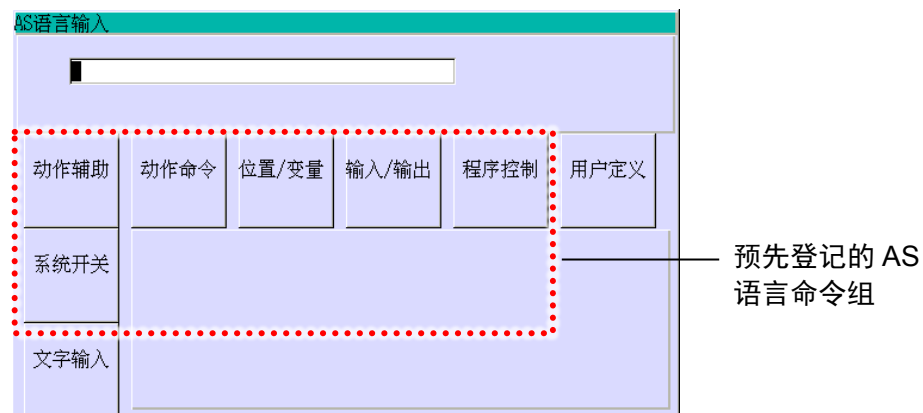 AS语言输入
动作辅助 动作命令 位置/变量 输入/输出 程序控制 用户定义
系统开关
预先登记的 AS
语言命令组
文字输入